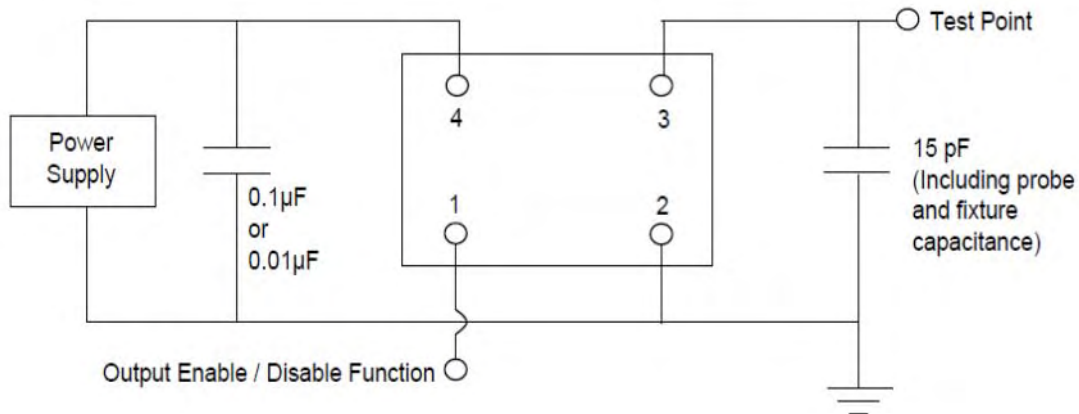 Test Point
4
3
Power
Supply
0.1µF
or
0.01µF
1
2
15 pF
(Including probe
and fixture
capacitance)
Output Enable / Disable Function